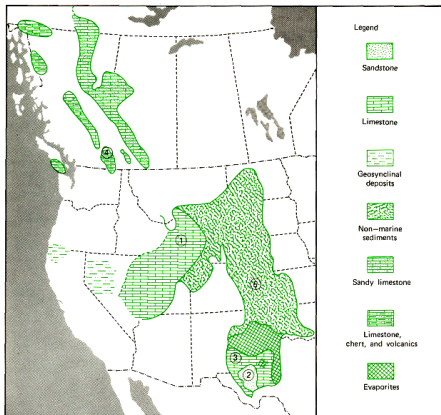 Legend
Sandstone
Limestone
Geosynclinal
deposits
Non-marine
sediments
Sandy limestone
Limestone,
chert, and volcanics
Evaporites
4
1
3
2